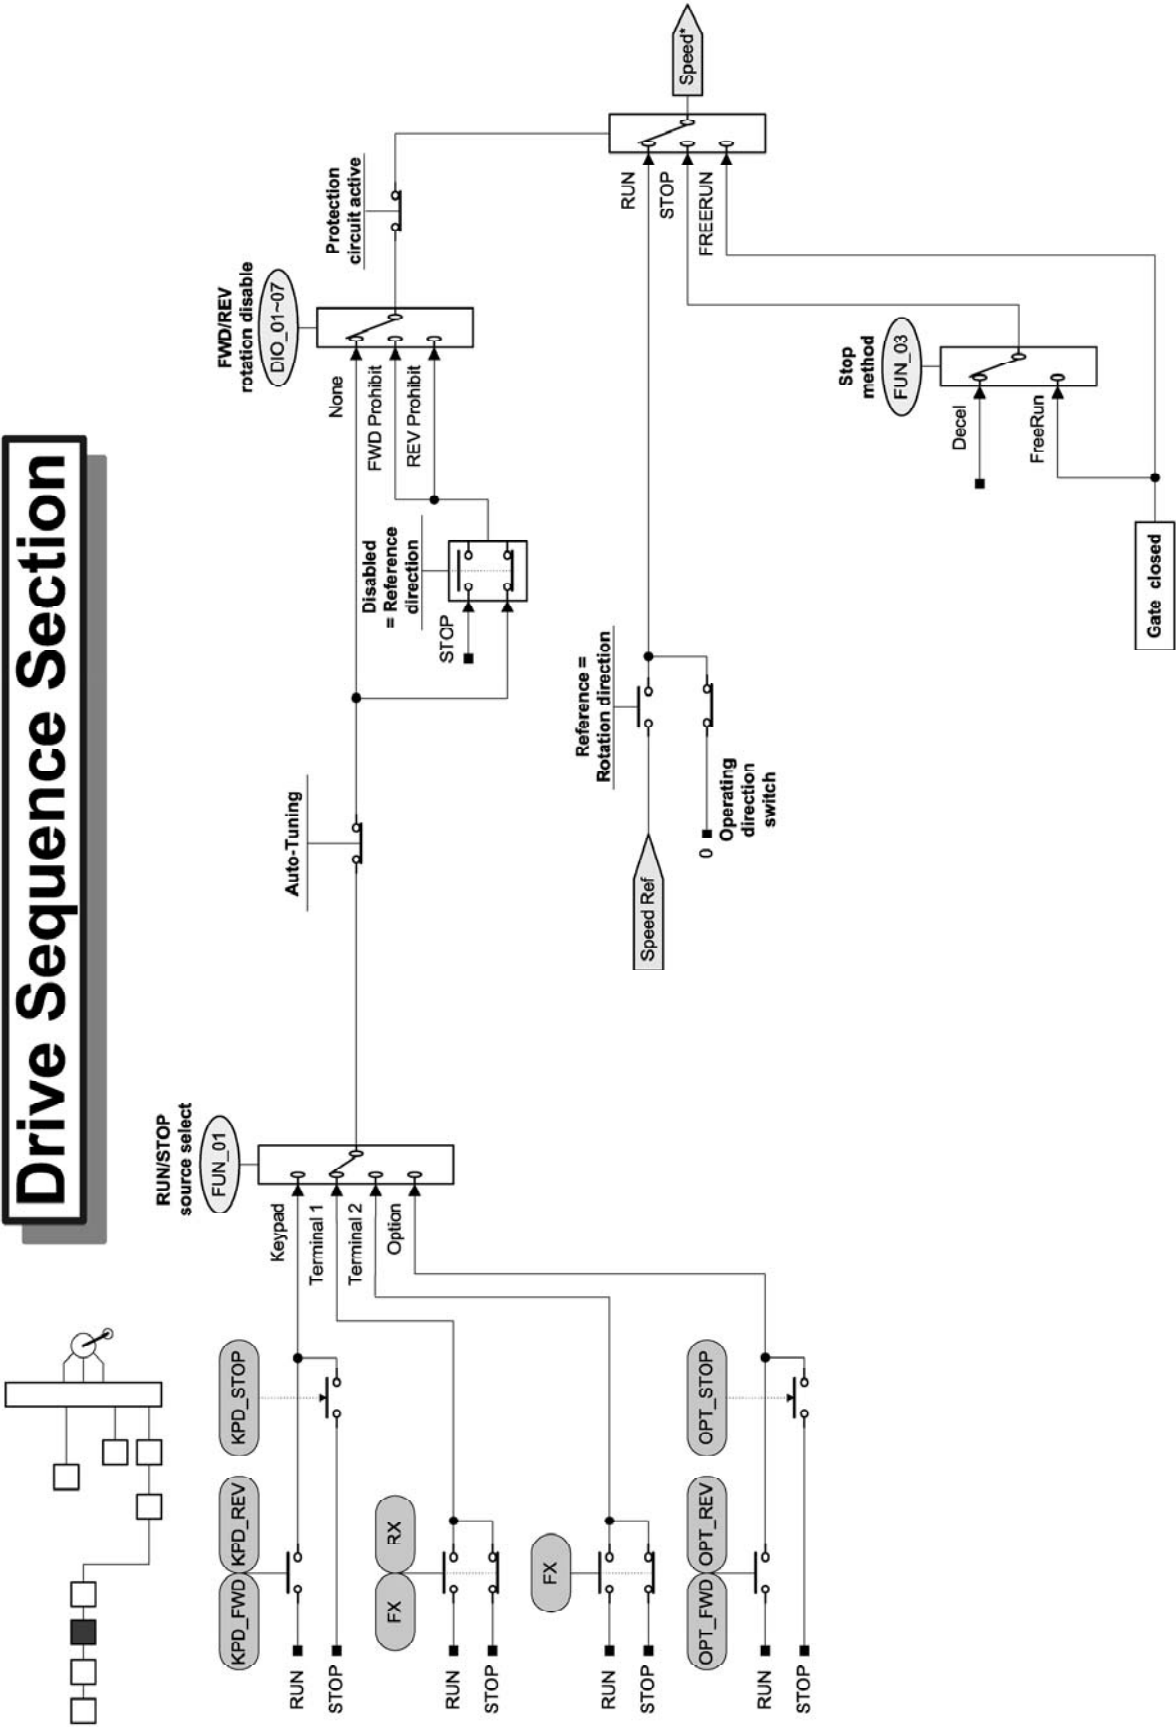 Drive Sequence Section
RUN/STOP
source select
FUN_01
Keypad
Terminal 1
Terminal 2
Option
KPD_FWD
KPD_REV
KPD_STOP
RUN
STOP
FX
RX
RUN
STOP
FX
RUN
STOP
OPT_FWD
OPT_REV
OPT_STOP
RUN
STOP
Auto-Tuning
FWD/REV
rotation disable
DIO_01~07
None
FWD Prohibit
REV Prohibit
Disabled
= Reference
direction
STOP
Protection
circuit active
Reference =
Rotation direction
Speed Ref
0
Operating
direction
switch
RUN
STOP
FREERUN
Speed*
Stop
method
FUN_03
Decel
FreeRun
Gate closed